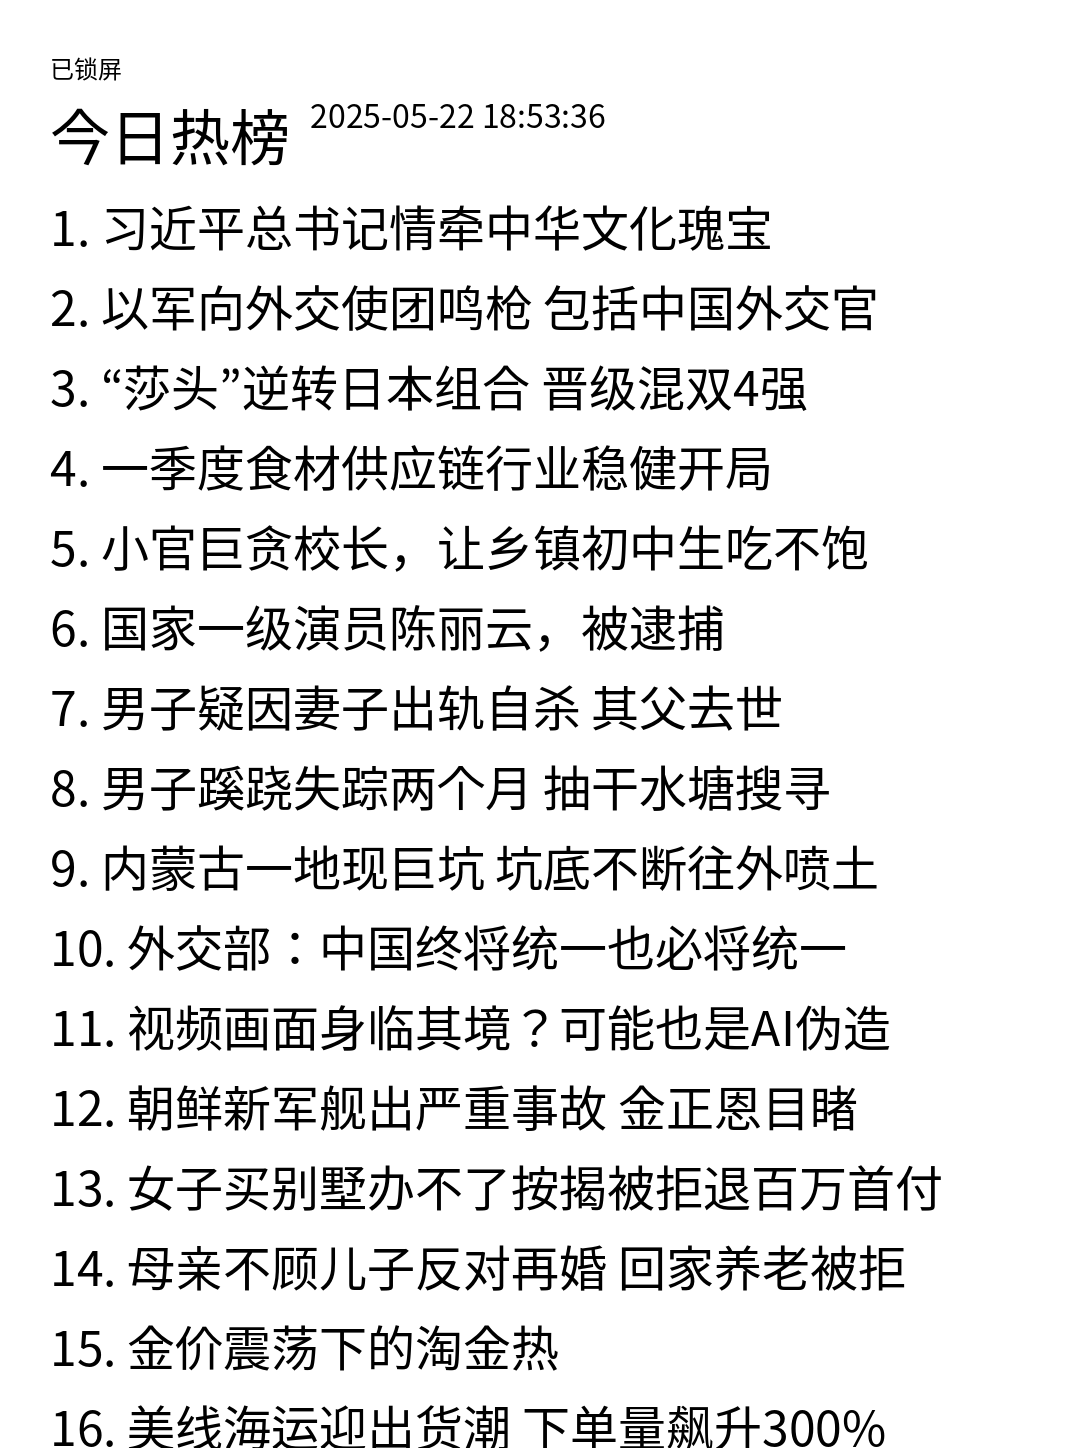 已锁屏
今日热榜 2025-05-22 18:53:36
1. 习近平总书记情牵中华文化瑰宝
2. 以军向外交使团鸣枪 包括中国外交官
3. “莎头”逆转日本组合 晋级混双4强
4. 一季度食材供应链行业稳健开局
5. 小官巨贪校长，让乡镇初中生吃不饱
6. 国家一级演员陈丽云，被逮捕
7. 男子疑因妻子出轨自杀 其父去世
8. 男子蹊跷失踪两个月 抽干水塘搜寻
9. 内蒙古一地现巨坑 坑底不断往外喷土
10. 外交部：中国终将统一也必将统一
11. 视频画面身临其境？可能也是AI伪造
12. 朝鲜新军舰出严重事故 金正恩目睹
13. 女子买别墅办不了按揭被拒退百万首付
14. 母亲不顾儿子反对再婚 回家养老被拒
15. 金价震荡下的淘金热
16. 美线海运迎出货潮 下单量飙升300%